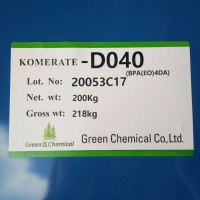 KOMERATE -D040
(BPA(EO)4DA)
Lot. No: 20053C17
Net. wt: 200Kg
Gross wt: 218kg
Green Chemical
Green Chemical Co,Ltd.